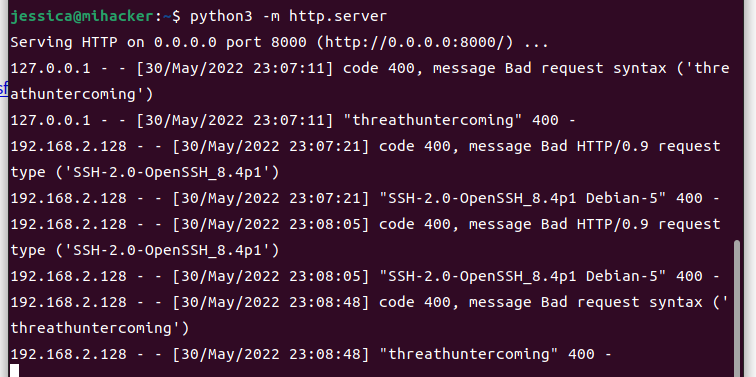 jessica@mihacker:~$ python3 -m http.server
Serving HTTP on 0.0.0.0 port 8000 (http://0.0.0.0:8000/) ...
127.0.0.1 - - [30/May/2022 23:07:11] code 400, message Bad request syntax ('thre
athuntercoming')
127.0.0.1 - - [30/May/2022 23:07:11] "threathuntercoming" 400 -
192.168.2.128 - - [30/May/2022 23:07:21] code 400, message Bad HTTP/0.9 request
type ('SSH-2.0-OpenSSH_8.4p1')
192.168.2.128 - - [30/May/2022 23:07:21] "SSH-2.0-OpenSSH_8.4p1 Debian-5" 400 -
192.168.2.128 - - [30/May/2022 23:08:05] code 400, message Bad HTTP/0.9 request
type ('SSH-2.0-OpenSSH_8.4p1')
192.168.2.128 - - [30/May/2022 23:08:05] "SSH-2.0-OpenSSH_8.4p1 Debian-5" 400 -
192.168.2.128 - - [30/May/2022 23:08:48] code 400, message Bad request syntax ('
threathuntercoming')
192.168.2.128 - - [30/May/2022 23:08:48] "threathuntercoming" 400 -